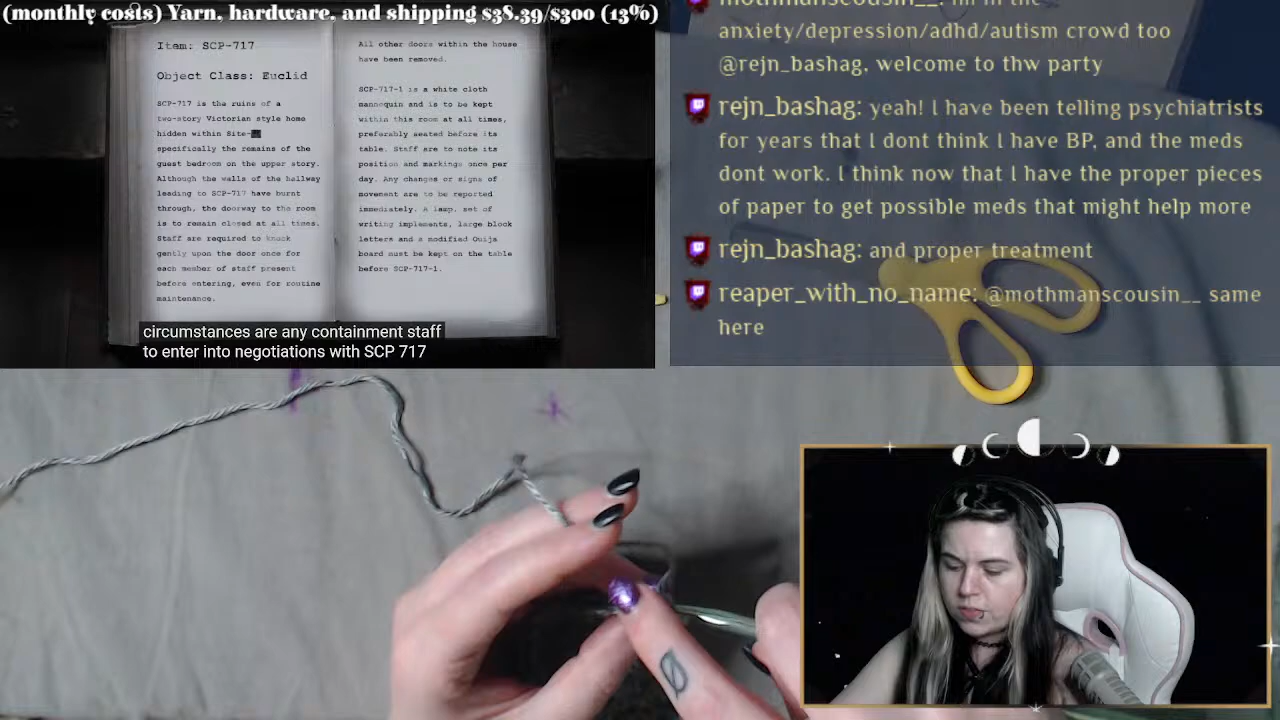 (monthly costs) Yarn, hardware, and shipping $38.39/$300 (13%)
Item: SCP-717
Object Class: Euclid
SCP-717 is the ruins of a
two-story Victorian style home
hidden within Site-
specifically the remains of the
guest bedroom on the upper story.
Although the walls of the hallway
leading to SCP-717 have burnt
through, the doorway to the room
is to remain closed at all times.
Staff are required to knock
gently upon the door once for
each member of staff present
before entering, even for routine
maintenance.
All other doors within the house
have been removed.
SCP-717-1 is a white cloth
mannequin and is to be kept
within this room at all times,
preferably seated before its
table. Staff are to note its
position and markings once per
day. Any changes or signs of
movement are to be reported
immediately. A lamp, set of
writing implements, large block
letters and a modified Ouija
board must be kept on the table
before SCP-717-1.
circumstances are any containment staff
to enter into negotiations with SCP 717
mothmanscousin__: im in the
anxiety/depression/adhd/autism crowd too
@rejn_bashag, welcome to thw party
rejn_bashag: yeah! I have been telling psychiatrists
for years that I dont think I have BP, and the meds
dont work. I think now that I have the proper pieces
of paper to get possible meds that might help more
rejn_bashag: and proper treatment
reaper_with_no_name: @mothmanscousin__ same
here